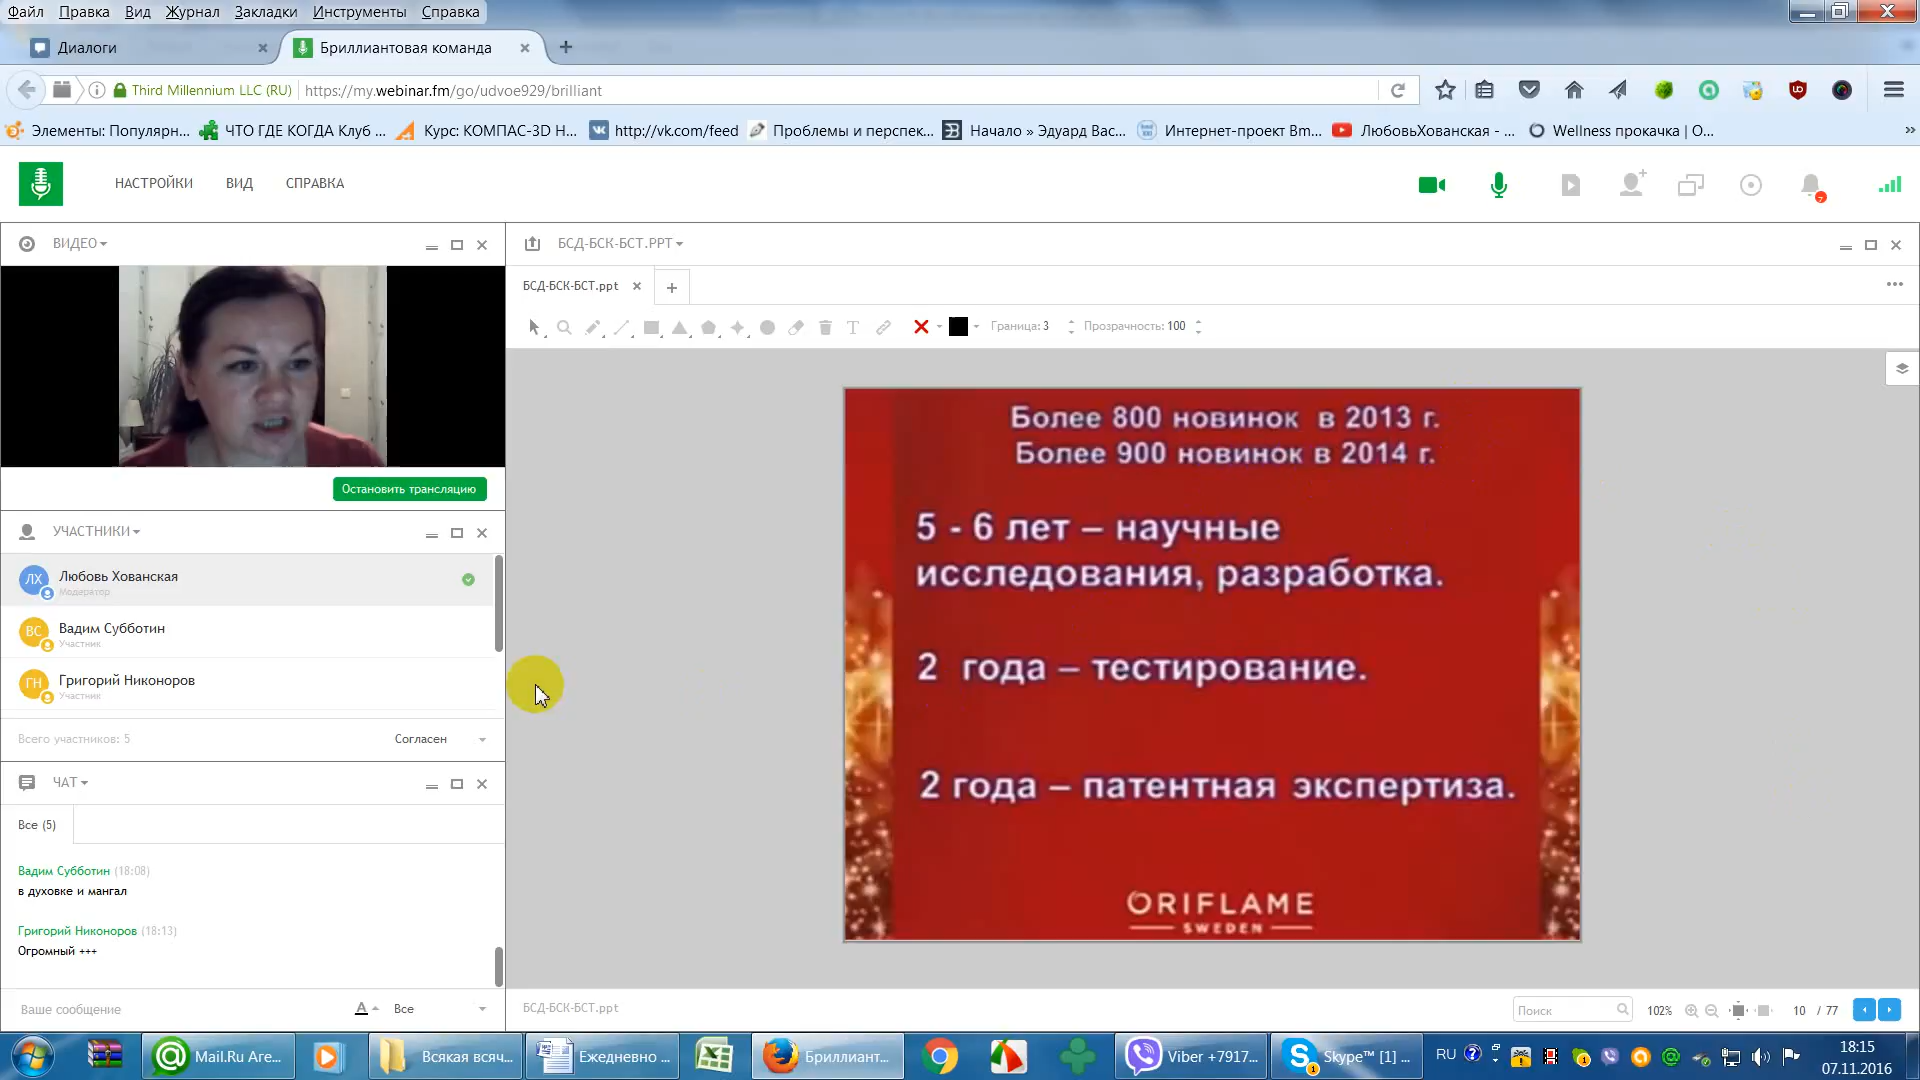 Файл Правка Вид Журнал Закладки Инструменты Справка
Диалоги
Бриллиантовая команда
Third Millennium LLC (RU)
https://my.webinar.fm/go/udvoe929/brilliant
Элементы: Популярн...
ЧТО ГДЕ КОГДА Клуб ...
Курс: КОМПАС-3D Н...
http://vk.com/feed
Проблемы и перспек...
Начало » Эдуард Вас...
Интернет-проект Bm...
ЛюбовьХованская - ...
Wellness прокачка | О...
НАСТРОЙКИ ВИД СПРАВКА
ВИДЕО
Остановить трансляцию
УЧАСТНИКИ
ЛХ
Любовь Хованская
Модератор
ВС
Вадим Субботин
Участник
ГН
Григорий Никоноров
Участник
Всего участников: 5
Согласен
ЧАТ
Все (5)
Вадим Субботин (18:08)
в духовке и мангал
Григорий Никоноров (18:13)
Огромный +++
Ваше сообщение
А
Все
БСД-БСК-БСТ.PPT
БСД-БСК-БСТ.ppt
Граница: 3
Прозрачность: 100
Более 800 новинок в 2013 г.
Более 900 новинок в 2014 г.
5 - 6 лет – научные
исследования, разработка.
2 года – тестирование.
2 года – патентная экспертиза.
ORIFLAME
SWEDEN
БСД-БСК-БСТ.ppt
Поиск
102%
10 / 77
Mail.Ru Аге...
Всякая всяч...
Ежедневно ...
Бриллиант...
Viber +7917...
Skype™ [1] ...
RU
18:15
07.11.2016